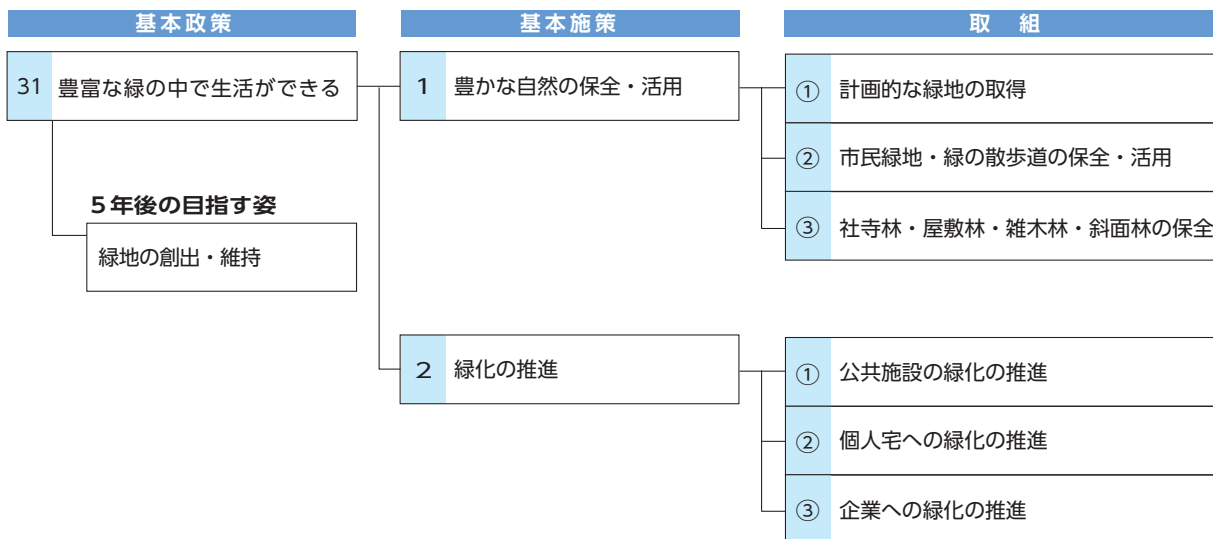 基本政策
基本施策
取　組
31 豊富な緑の中で生活ができる
5年後の目指す姿
緑地の創出・維持
1 豊かな自然の保全・活用
① 計画的な緑地の取得
② 市民緑地・緑の散歩道の保全・活用
③ 社寺林・屋敷林・雑木林・斜面林の保全
2 緑化の推進
① 公共施設の緑化の推進
② 個人宅への緑化の推進
③ 企業への緑化の推進